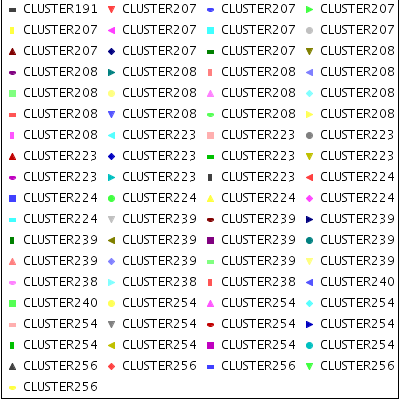 CLUSTER191 CLUSTER207 CLUSTER207 CLUSTER207
CLUSTER207 CLUSTER207 CLUSTER207 CLUSTER207
CLUSTER207 CLUSTER207 CLUSTER207 CLUSTER208
CLUSTER208 CLUSTER208 CLUSTER208 CLUSTER208
CLUSTER208 CLUSTER208 CLUSTER208 CLUSTER208
CLUSTER208 CLUSTER208 CLUSTER208 CLUSTER208
CLUSTER208 CLUSTER223 CLUSTER223 CLUSTER223
CLUSTER223 CLUSTER223 CLUSTER223 CLUSTER223
CLUSTER223 CLUSTER223 CLUSTER223 CLUSTER224
CLUSTER224 CLUSTER224 CLUSTER224 CLUSTER224
CLUSTER224 CLUSTER239 CLUSTER239 CLUSTER239
CLUSTER239 CLUSTER239 CLUSTER239 CLUSTER239
CLUSTER239 CLUSTER239 CLUSTER239 CLUSTER239
CLUSTER238 CLUSTER238 CLUSTER238 CLUSTER240
CLUSTER240 CLUSTER254 CLUSTER254 CLUSTER254
CLUSTER254 CLUSTER254 CLUSTER254 CLUSTER254
CLUSTER254 CLUSTER254 CLUSTER254 CLUSTER254
CLUSTER256 CLUSTER256 CLUSTER256 CLUSTER256
CLUSTER256